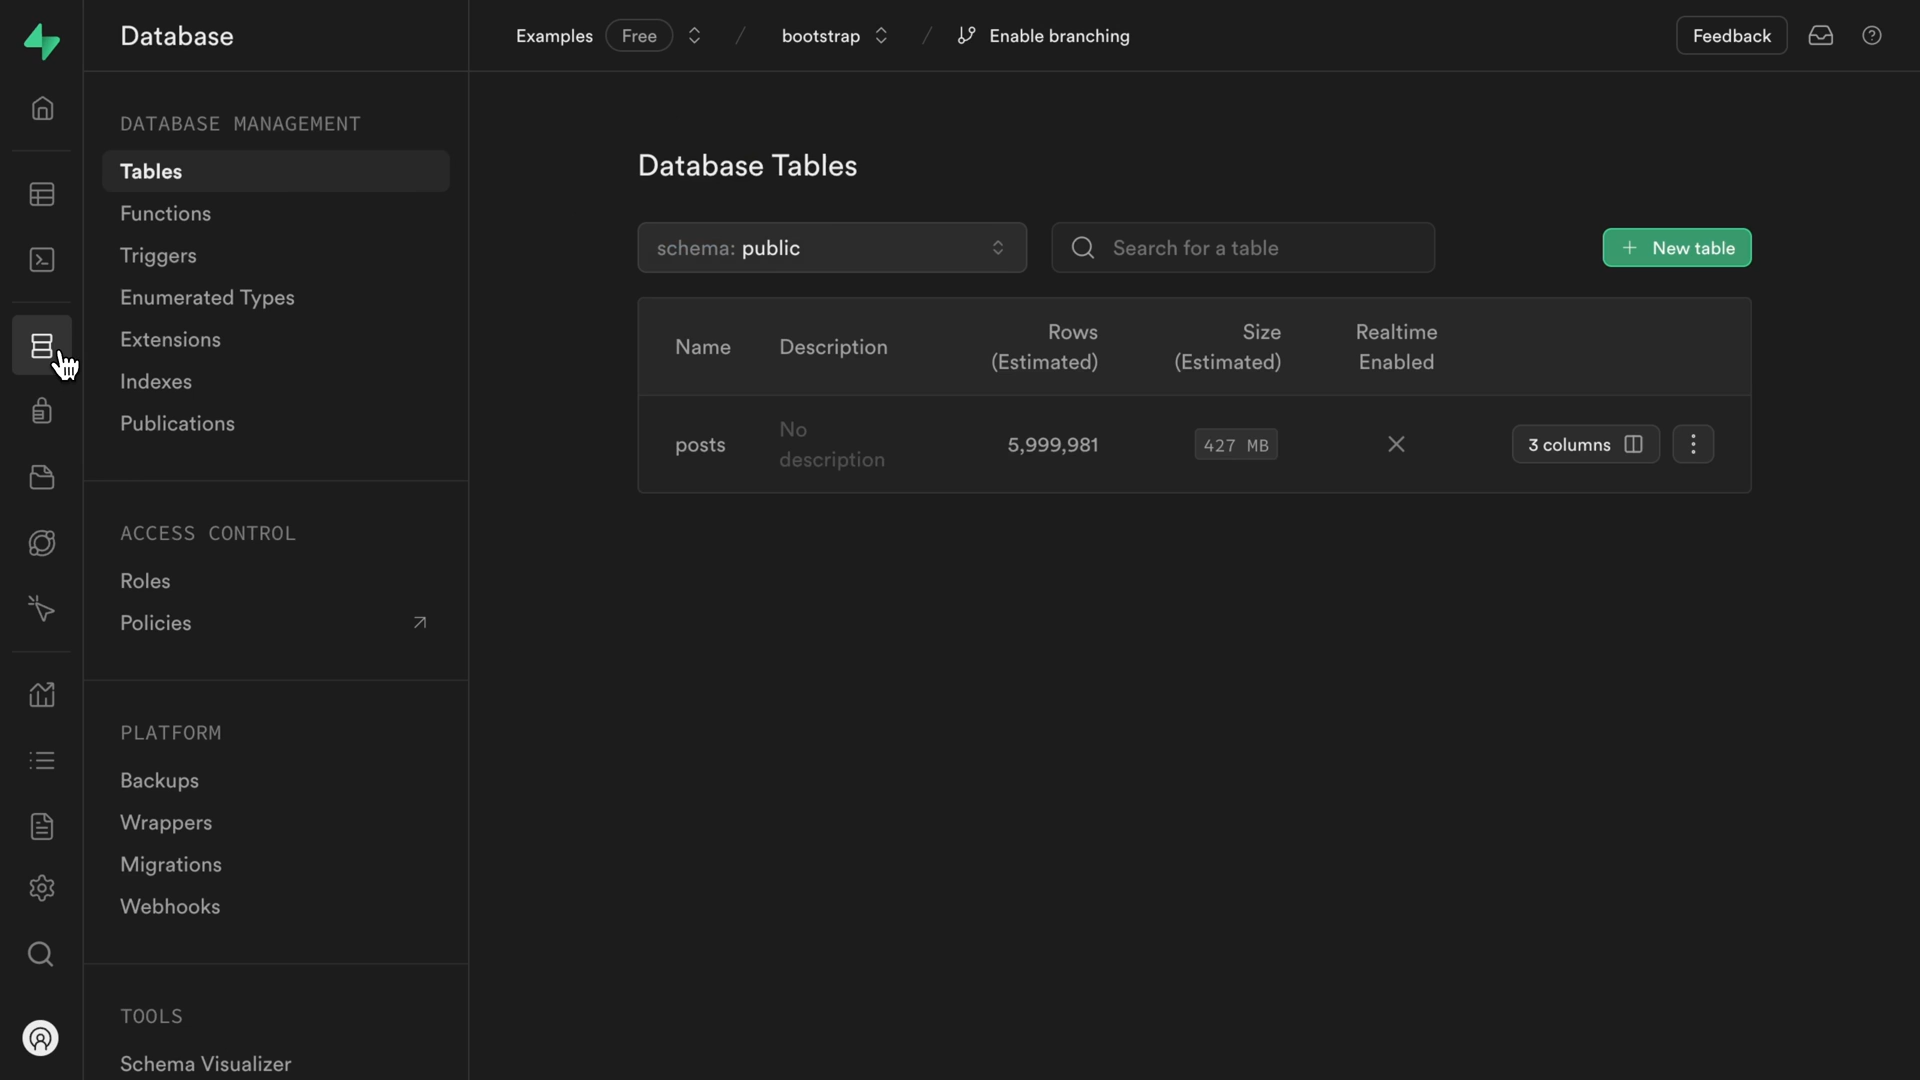 Database
Examples Free / bootstrap / Enable branching
Feedback
DATABASE MANAGEMENT
Tables
Functions
Triggers
Enumerated Types
Extensions
Indexes
Publications
ACCESS CONTROL
Roles
Policies
PLATFORM
Backups
Wrappers
Migrations
Webhooks
TOOLS
Schema Visualizer
Database Tables
schema: public
Search for a table
+ New table
Name
Description
Rows
(Estimated)
Size
(Estimated)
Realtime
Enabled
posts
No
description
5,999,981
427 MB
3 columns